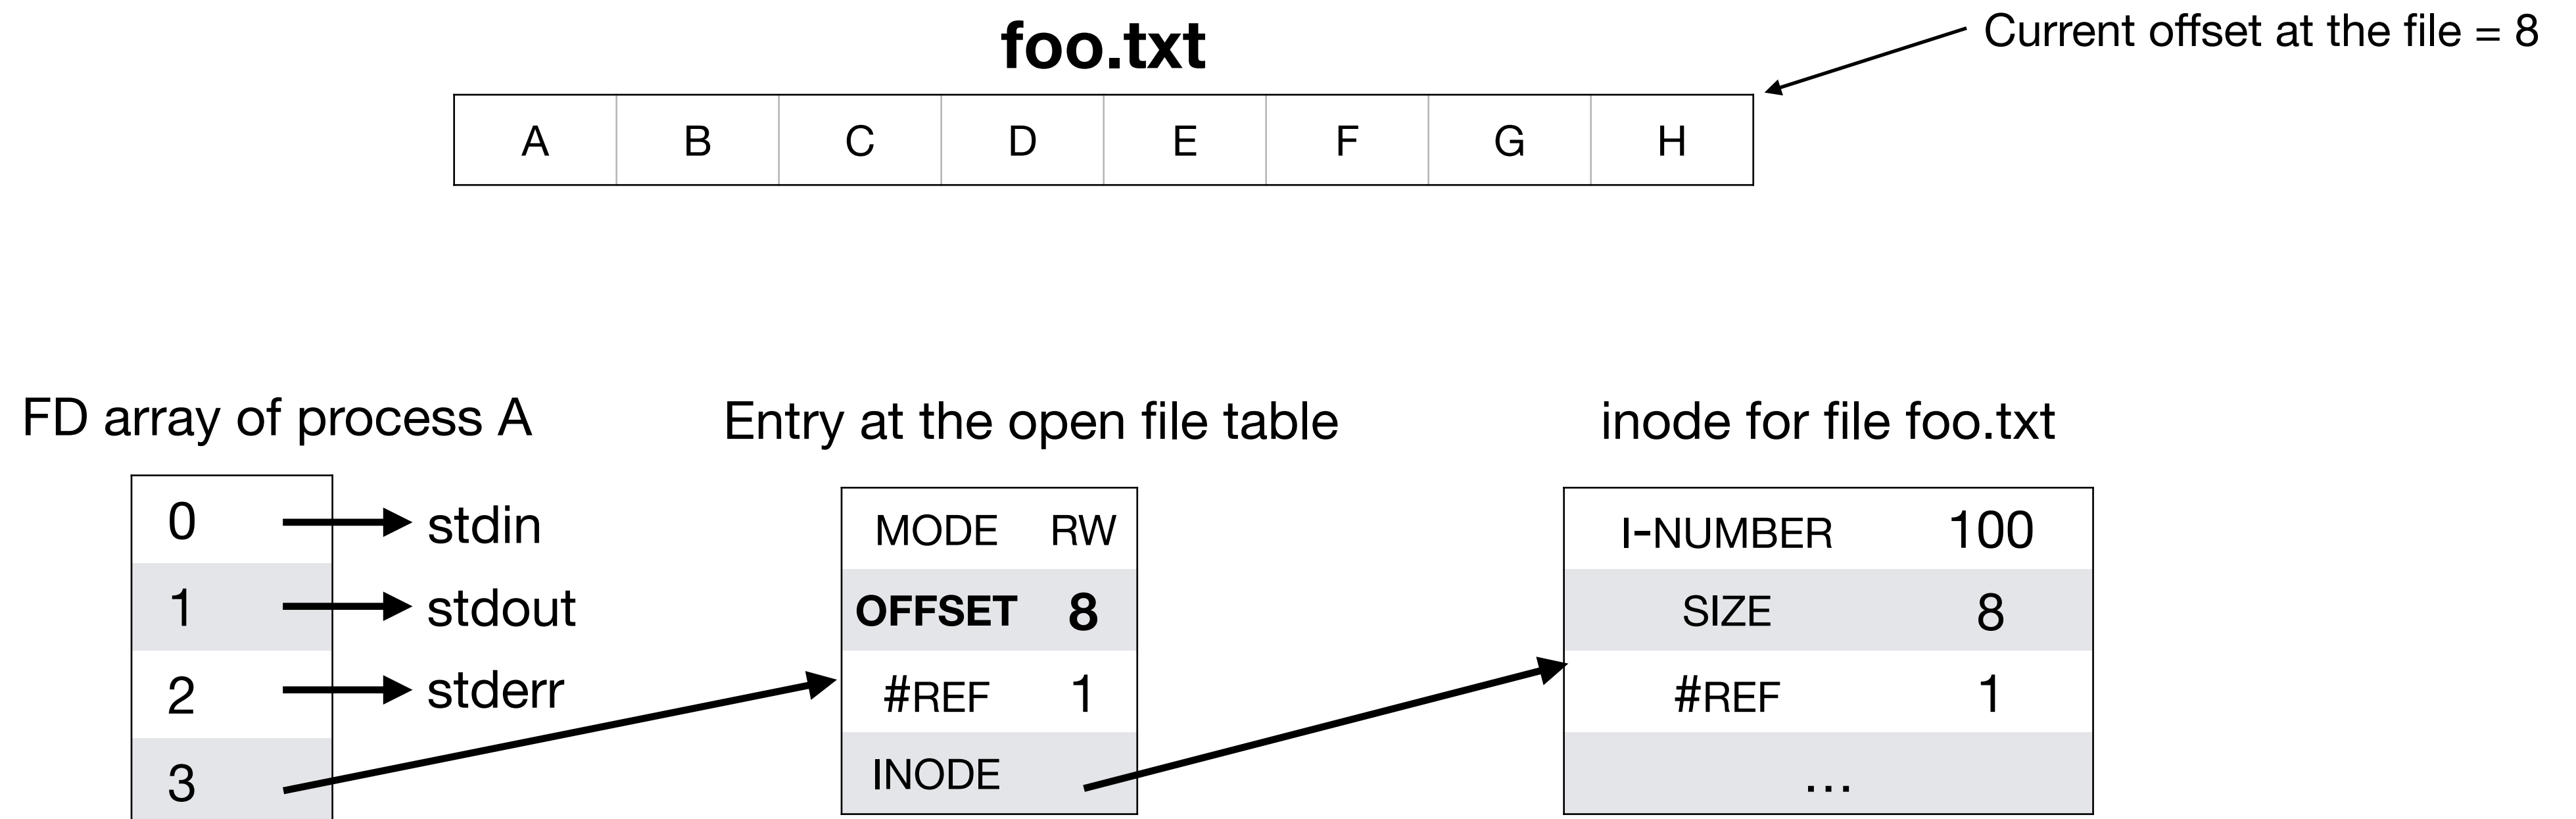 foo.txt
Current offset at the file = 8
A B C D E F G H
FD array of process A
0 stdin
1 stdout
2 stderr
3
Entry at the open file table
MODE RW
OFFSET 8
#REF 1
INODE
inode for file foo.txt
I-NUMBER 100
SIZE 8
#REF 1
...